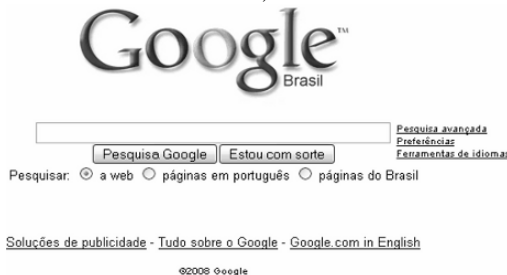 Google™
Brasil
Pesquisa avançada
Preferências
Ferramentas de idiomas
Pesquisa Google Estou com sorte
Pesquisar: a web páginas em português páginas do Brasil
Soluções de publicidade - Tudo sobre o Google - Google.com in English
©2008 Google